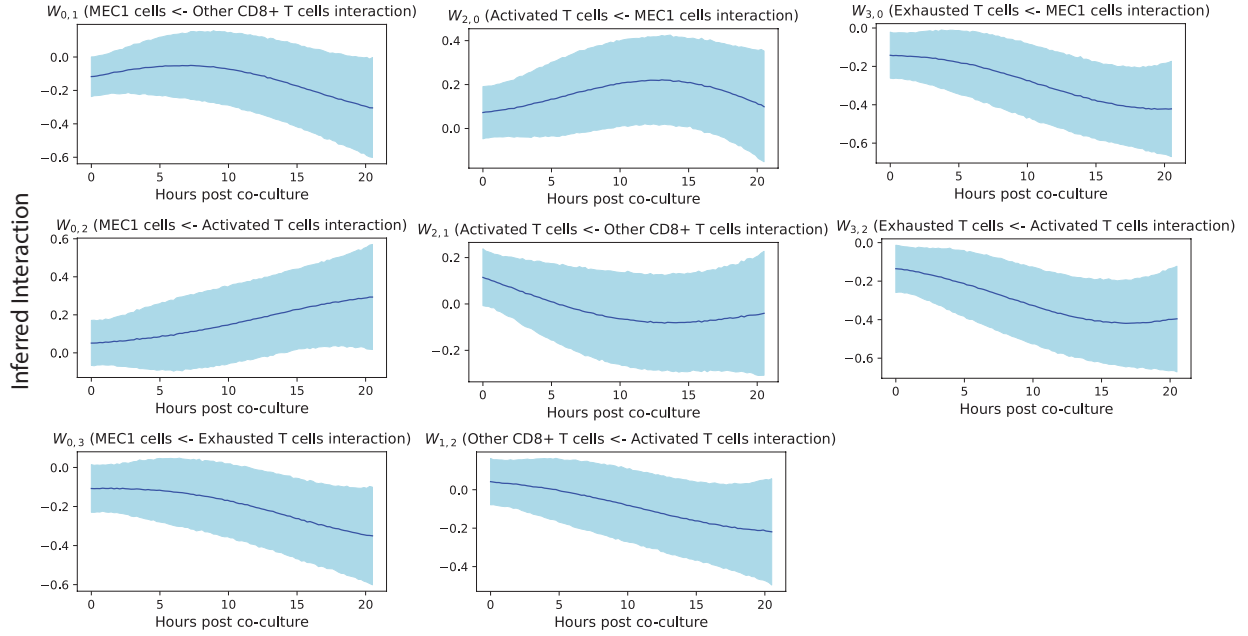 W0,1 (MEC1 cells <- Other CD8+ T cells interaction)
0.0
−0.2
−0.4
−0.6
0 5 10 15 20
Hours post co-culture
W2,0 (Activated T cells <- MEC1 cells interaction)
0.4
0.2
0.0
0 5 10 15 20
Hours post co-culture
W3,0 (Exhausted T cells <- MEC1 cells interaction)
0.0
−0.2
−0.4
−0.6
0 5 10 15 20
Hours post co-culture
Inferred Interaction
W0,2 (MEC1 cells <- Activated T cells interaction)
0.6
0.4
0.2
0.0
0 5 10 15 20
Hours post co-culture
W2,1 (Activated T cells <- Other CD8+ T cells interaction)
0.2
0.0
−0.2
0 5 10 15 20
Hours post co-culture
W3,2 (Exhausted T cells <- Activated T cells interaction)
0.0
−0.2
−0.4
−0.6
0 5 10 15 20
Hours post co-culture
W0,3 (MEC1 cells <- Exhausted T cells interaction)
0.0
−0.2
−0.4
−0.6
0 5 10 15 20
Hours post co-culture
W1,2 (Other CD8+ T cells <- Activated T cells interaction)
0.0
−0.2
−0.4
0 5 10 15 20
Hours post co-culture